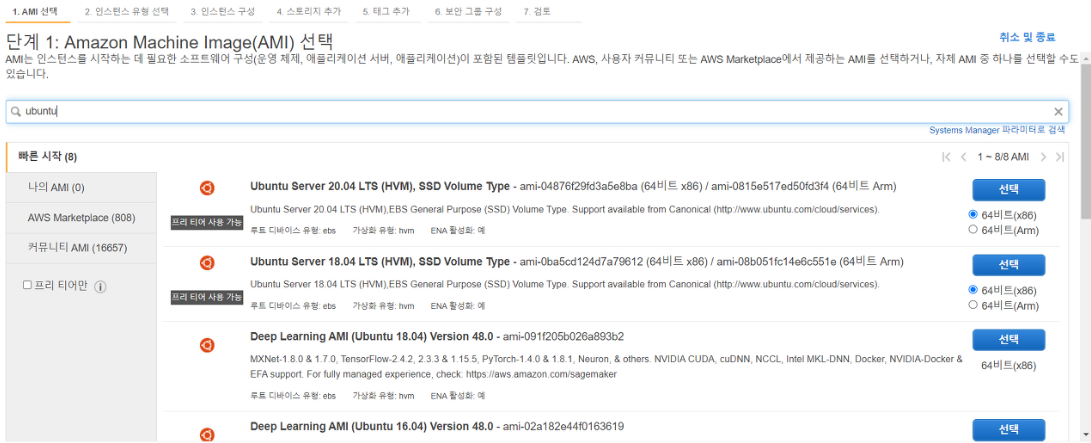 1. AMI 선택 2. 인스턴스 유형 선택 3. 인스턴스 구성 4. 스토리지 추가 5. 태그 추가 6. 보안 그룹 구성 7. 검토
단계 1: Amazon Machine Image(AMI) 선택
취소 및 종료
AMI는 인스턴스를 시작하는 데 필요한 소프트웨어 구성(운영 체제, 애플리케이션 서버, 애플리케이션)이 포함된 템플릿입니다. AWS, 사용자 커뮤니티 또는 AWS Marketplace에서 제공하는 AMI를 선택하거나, 자체 AMI 중 하나를 선택할 수도
있습니다.
ubuntu
Systems Manager 파라미터로 검색
빠른 시작 (8)
1 ~ 8/8 AMI
나의 AMI (0)
AWS Marketplace (808)
커뮤니티 AMI (16657)
프리 티어만
Ubuntu Server 20.04 LTS (HVM), SSD Volume Type - ami-04876f29fd3a5e8ba (64비트 x86) / ami-0815e517ed50fd3f4 (64비트 Arm)
선택
프리 티어 사용 가능
Ubuntu Server 20.04 LTS (HVM),EBS General Purpose (SSD) Volume Type. Support available from Canonical (http://www.ubuntu.com/cloud/services).
루트 디바이스 유형: ebs 가상화 유형: hvm ENA 활성화: 예
64비트(x86)
64비트(Arm)
Ubuntu Server 18.04 LTS (HVM), SSD Volume Type - ami-0ba5cd124d7a79612 (64비트 x86) / ami-08b051fc14e6c551e (64비트 Arm)
선택
프리 티어 사용 가능
Ubuntu Server 18.04 LTS (HVM),EBS General Purpose (SSD) Volume Type. Support available from Canonical (http://www.ubuntu.com/cloud/services).
루트 디바이스 유형: ebs 가상화 유형: hvm ENA 활성화: 예
64비트(x86)
64비트(Arm)
Deep Learning AMI (Ubuntu 18.04) Version 48.0 - ami-091f205b026a893b2
선택
MXNet-1.8.0 & 1.7.0, TensorFlow-2.4.2, 2.3.3 & 1.15.5, PyTorch-1.4.0 & 1.8.1, Neuron, & others. NVIDIA CUDA, cuDNN, NCCL, Intel MKL-DNN, Docker, NVIDIA-Docker &
EFA support. For fully managed experience, check: https://aws.amazon.com/sagemaker
64비트(x86)
루트 디바이스 유형: ebs 가상화 유형: hvm ENA 활성화: 예
Deep Learning AMI (Ubuntu 16.04) Version 48.0 - ami-02a182e44f0163619
선택